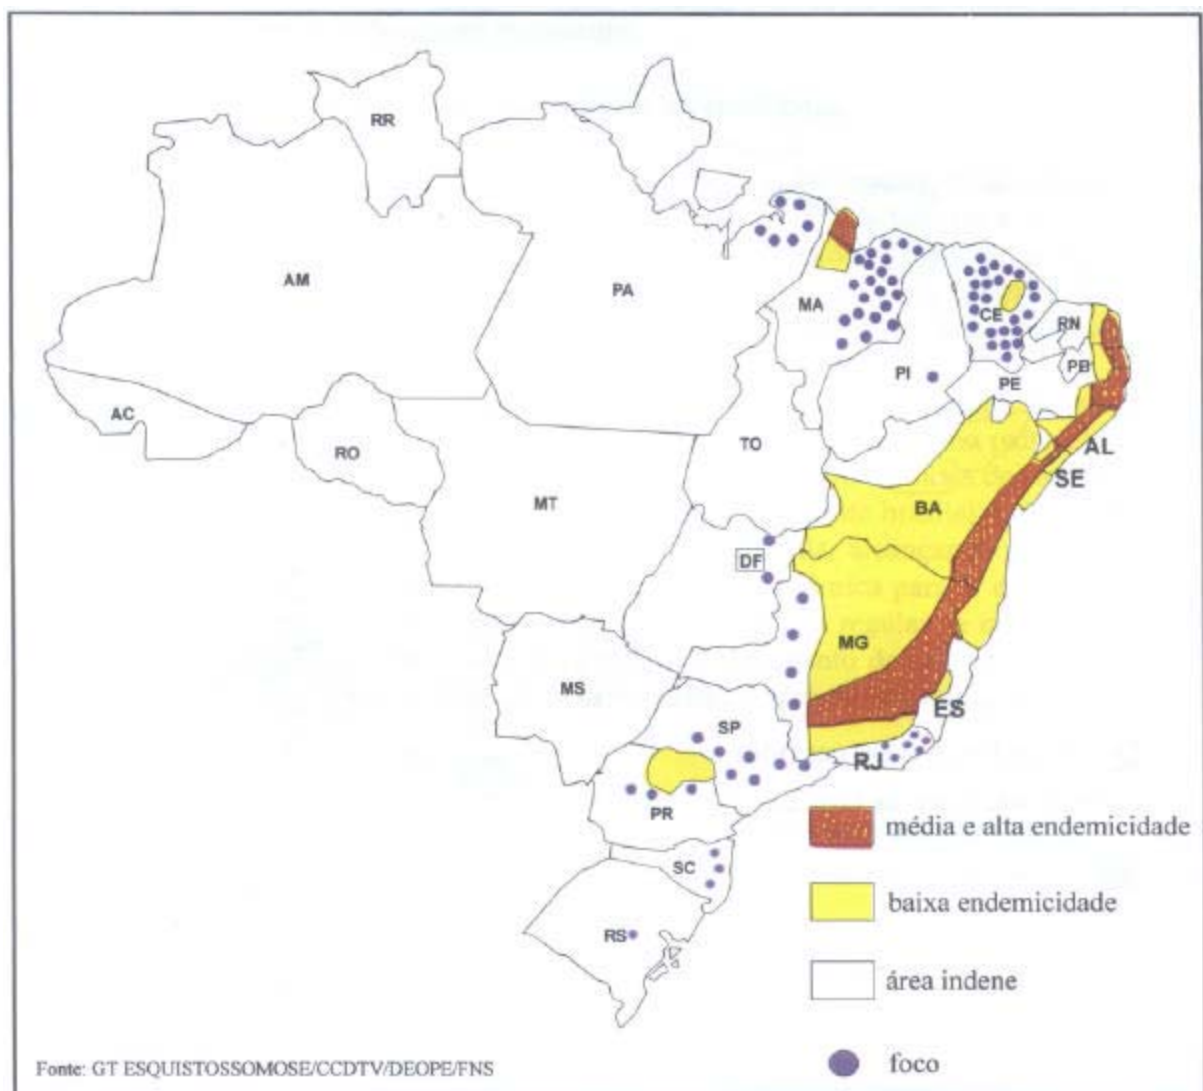 RR
AM
PA
MA
CE
RN
PI
PB
PE
AC
RO
TO
AL
SE
MT
BA
DF
MG
MS
ES
SP
RJ
PR
SC
RS
média e alta endemicidade
baixa endemicidade
área indene
foco
Fonte: GT ESQUISTOSSOMOSE/CCDTV/DEOPE/FNS